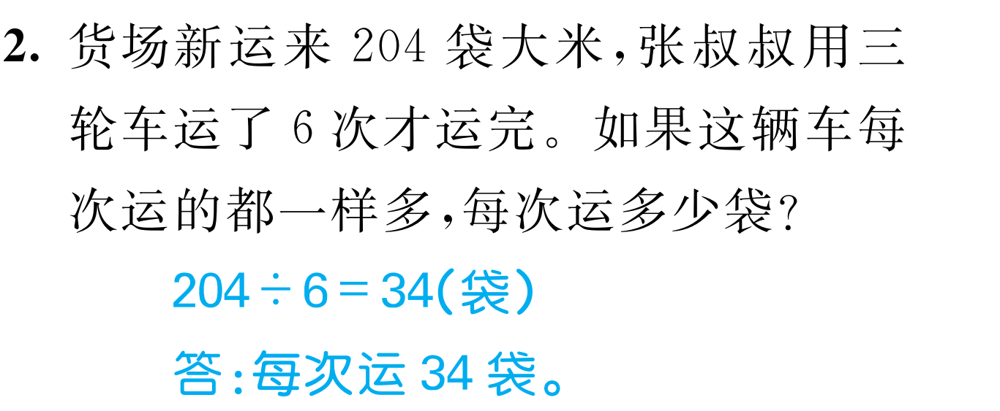 2. 货场新运来 204 袋大米,张叔叔用三
轮车运了 6 次才运完。如果这辆车每
次运的都一样多,每次运多少袋?
204÷6=34(袋)
答:每次运 34 袋。